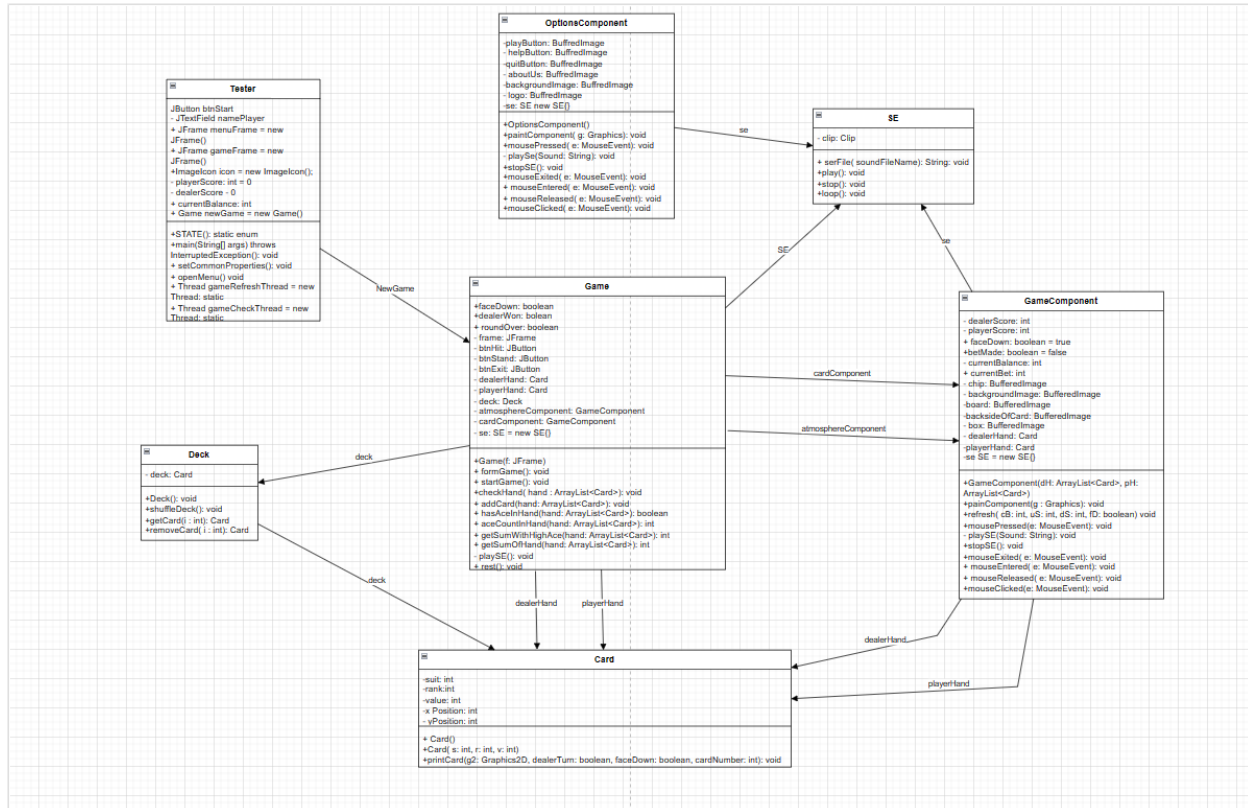 OptionsComponent
-playButton: BuffredImage
- helpButton: BuffredImage
-quitButton: BuffredImage
- aboutUs: BuffredImage
-backgroundImage: BuffredImage
- logo: BuffredImage
-se: SE new SE{}
+OptionsComponent()
+paintComponent( g: Graphics): void
+mousePressed( e: MouseEvent): void
- playSe(Sound: String): void
+stopSE(): void
+mouseExited( e: MouseEvent): void
+ mouseEntered( e: MouseEvent): void
+ mouseReleased( e: MouseEvent): void
+mouseClicked( e: MouseEvent): void
Tester
JButton btnStart
- JTextField namePlayer
+ JFrame menuFrame = new
JFrame()
+ JFrame gameFrame = new
JFrame()
+ImageIcon icon = new ImageIcon();
- playerScore: int = 0
- dealerScore - 0
+ currentBalance: int
+ Game newGame = new Game()
+STATE(): static enum
+main(String[] args) throws
InterruptedException(): void
+ setCommonProperties(): void
+ openMenu() void
+ Thread gameRefreshThread = new
Thread: static
+ Thread gameCheckThread = new
Thread: static
SE
- clip: Clip
+ serFile( soundFileName): String: void
+play(): void
+stop(): void
+loop(): void
se
SE
se
NewGame
Game
+faceDown: boolean
+dealerWon: bolean
+ roundOver: boolean
- frame: JFrame
- btnHit: JButton
- btnStand: JButton
- btnExit: JButton
- dealerHand: Card
- playerHand: Card
- deck: Deck
- atmosphereComponent: GameComponent
- cardComponent: GameComponent
- se: SE = new SE{}
+Game(f: JFrame)
+ formGame(): void
+ startGame(): void
+checkHand( hand : ArrayList<Card>): void
+ addCard(hand: ArrayList<Card>): void
+ hasAceInHand(hand: ArrayList<Card>): boolean
+ aceCountInHand(hand: ArrayList<Card>): int
+ getSumWithHighAce(hand: ArrayList<Card>): int
+ getSumOfHand(hand: ArrayList<Card>): int
- playSE(): void
+ rest(): void
cardComponent
atmosphereComponent
GameComponent
- dealerScore: int
- playerScore: int
+ faceDown: boolean = true
+betMade: boolean = false
- currentBalance: int
+ currentBet: int
- chip: BufferedImage
- backgroundImage: BufferedImage
-board: BufferedImage
-backsideOfCard: BufferedImage
- box: BufferedImage
- dealerHand: Card
-playerHand: Card
-se SE = new SE{}
+GameComponent(dH: ArrayList<Card>, pH:
ArrayList<Card>)
+painComponent(g : Graphics): void
+refresh( cB: int, uS: int, dS: int, fD: boolean) void
+mousePressed(e: MouseEvent): void
- playSE(Sound: String): void
+stopSE(): void
+mouseExited( e: MouseEvent): void
+ mouseEntered( e: MouseEvent): void
+ mouseReleased( e: MouseEvent): void
+mouseClicked(e: MouseEvent): void
deck
Deck
- deck: Card
+Deck(): void
+shuffleDeck(): void
+getCard(i : int): Card
+removeCard( i : int): Card
deck
dealerHand
playerHand
dealerHand
playerHand
Card
-suit: int
-rank:int
-value: int
-x Position: int
- yPosition: int
+ Card()
+Card( s: int, r: int, v: int)
+printCard(g2: Graphics2D, dealerTurn: boolean, faceDown: boolean, cardNumber: int): void